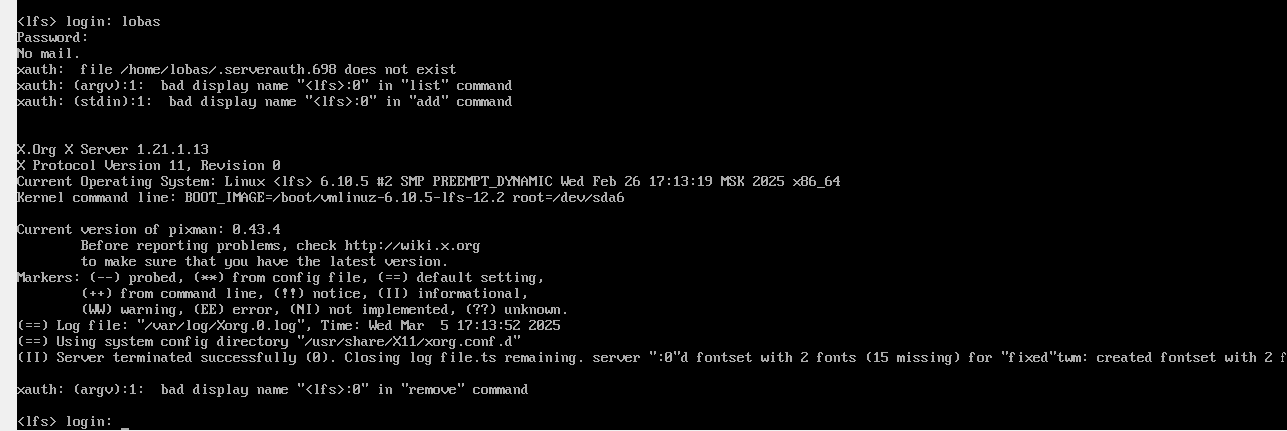 <lfs> login: lobas
Password:
No mail.
xauth:  file /home/lobas/.serverauth.698 does not exist
xauth: (argv):1:  bad display name "<lfs>:0" in "list" command
xauth: (stdin):1:  bad display name "<lfs>:0" in "add" command
X.Org X Server 1.21.1.13
X Protocol Version 11, Revision 0
Current Operating System: Linux <lfs> 6.10.5 #2 SMP PREEMPT_DYNAMIC Wed Feb 26 17:13:19 MSK 2025 x86_64
Kernel command line: BOOT_IMAGE=/boot/vmlinuz-6.10.5-lfs-12.2 root=/dev/sda6
Current version of pixman: 0.43.4
Before reporting problems, check http://wiki.x.org
to make sure that you have the latest version.
Markers: (--) probed, (**) from config file, (==) default setting,
(++) from command line, (!!) notice, (II) informational,
(WW) warning, (EE) error, (NI) not implemented, (??) unknown.
(==) Log file: "/var/log/Xorg.0.log", Time: Wed Mar  5 17:13:52 2025
(==) Using system config directory "/usr/share/X11/xorg.conf.d"
(II) Server terminated successfully (0). Closing log file.ts remaining. server ":0"d fontset with 2 fonts (15 missing) for "fixed"twm: created fontset with 2 f
xauth: (argv):1:  bad display name "<lfs>:0" in "remove" command
<lfs> login: _